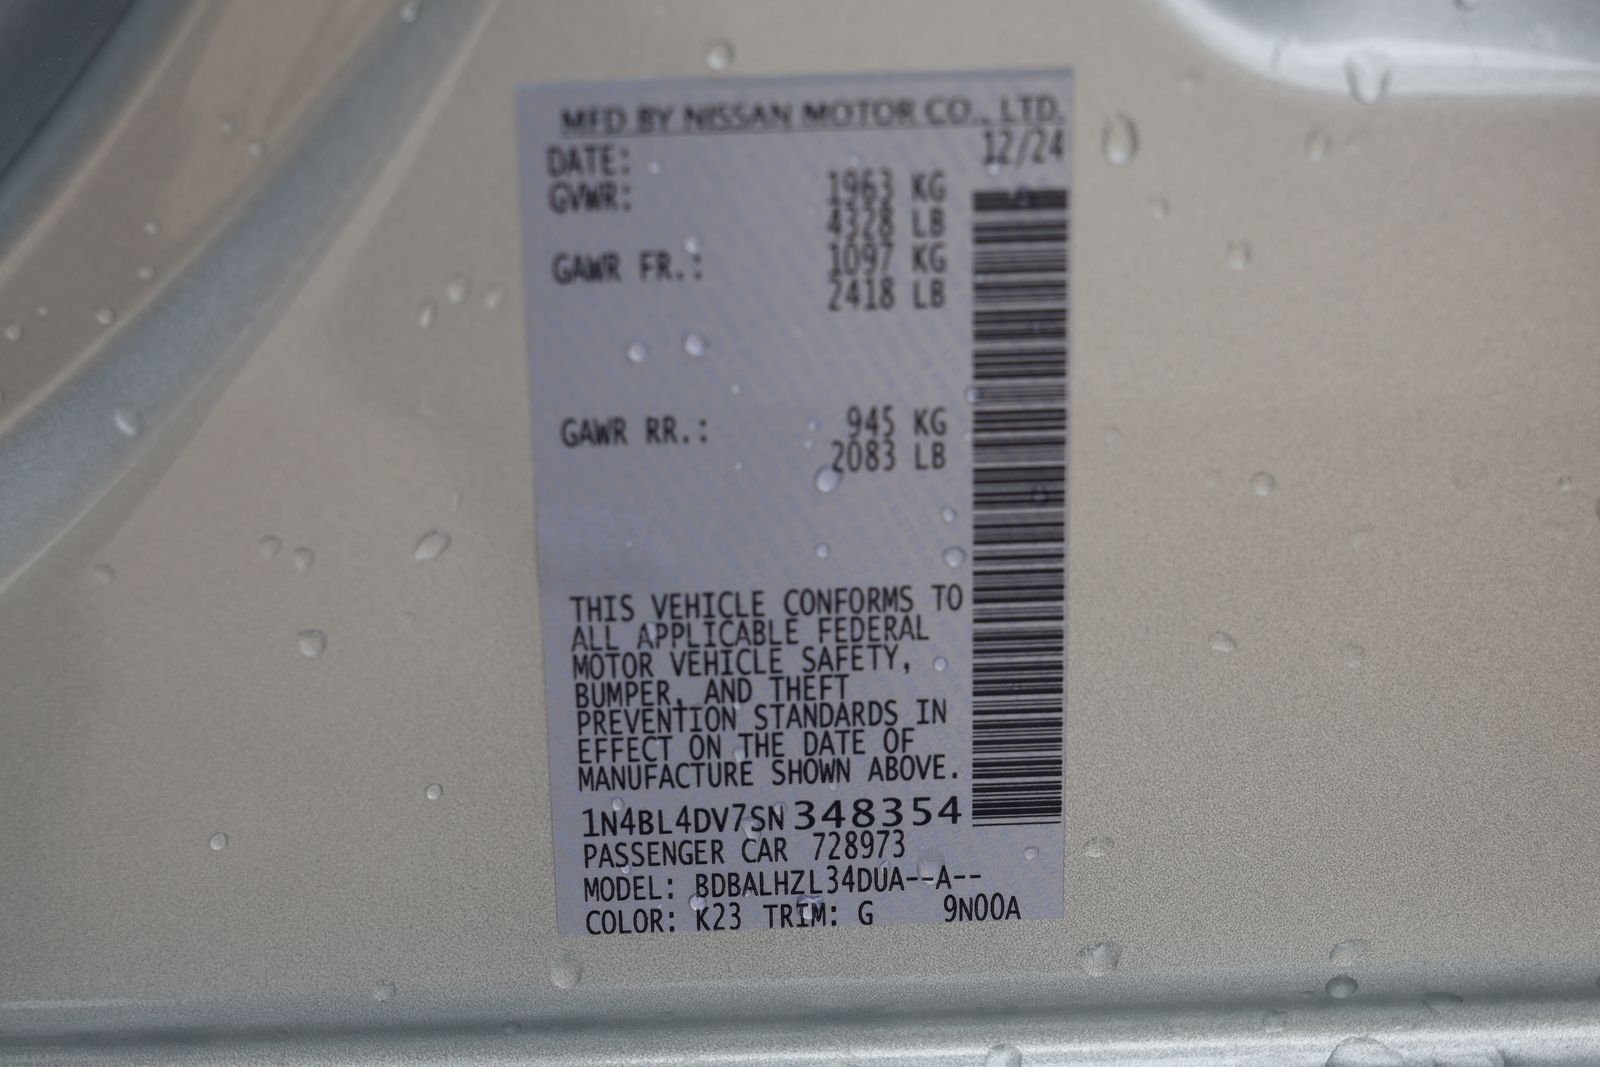 MFD BY NISSAN MOTOR CO., LTD.
DATE: 12/24
GVWR: 1963 KG
4328 LB
GAWR FR.: 1097 KG
2418 LB
GAWR RR.: 945 KG
2083 LB
THIS VEHICLE CONFORMS TO
ALL APPLICABLE FEDERAL
MOTOR VEHICLE SAFETY,
BUMPER, AND THEFT
PREVENTION STANDARDS IN
EFFECT ON THE DATE OF
MANUFACTURE SHOWN ABOVE.
1N4BL4DV7SN348354
PASSENGER CAR 728973
MODEL: BDBALHZL34DUA--A--
COLOR: K23 TRIM: G 9N00A